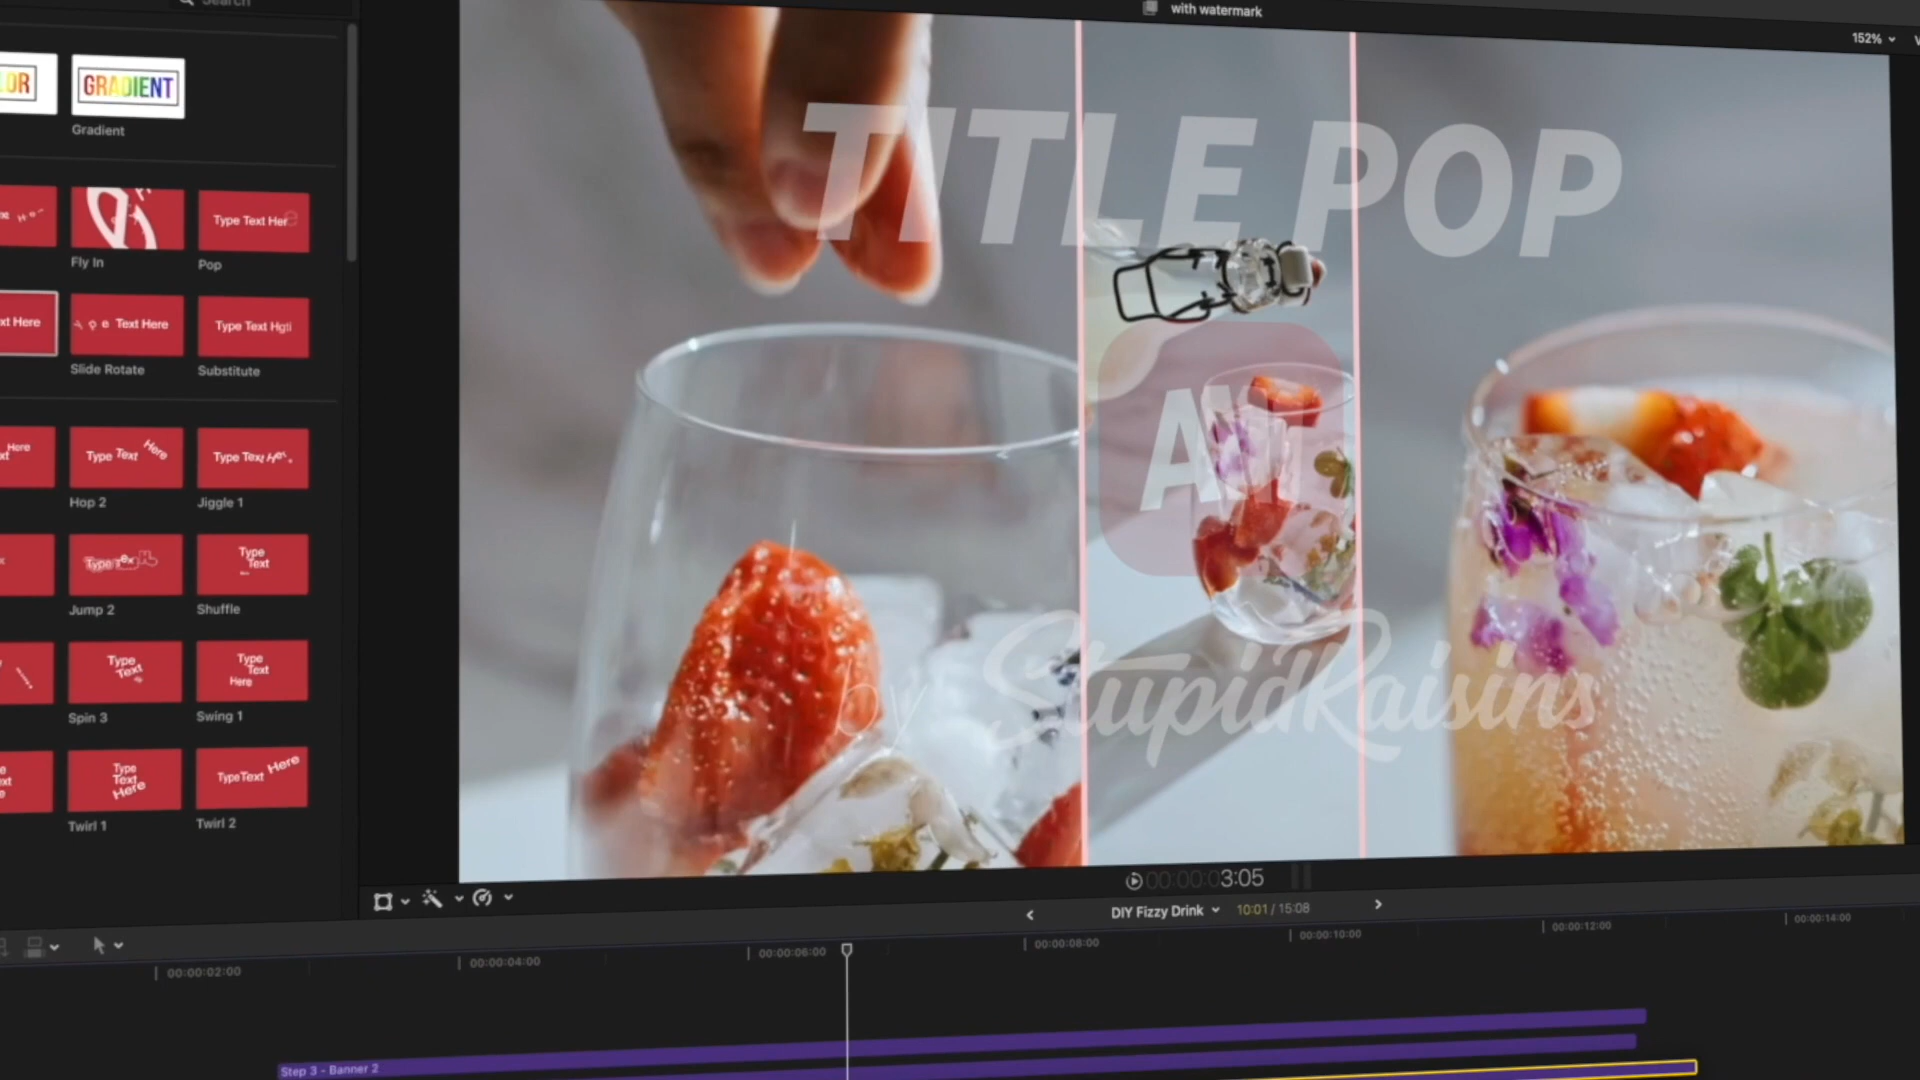 Search
with watermark
152%
GRADIENT
Gradient
TITLE POP
Type Text Here
Fly In
Pop
Text Here
Type Text
Slide Rotate
Substitute
by StupidRaisins
Here
Type Text Here
Type Text
Hop 2
Jiggle 1
Type
Text
Jump 2
Shuffle
Type
Text
Type
Text
Here
Spin 3
Swing 1
Type
Text
Here
Type Text Here
Twirl 1
Twirl 2
00:00:003:05
DIY Fizzy Drink
10:01 / 15:08
00:00:02:00
00:00:04:00
00:00:06:00
00:00:08:00
00:00:10:00
00:00:12:00
00:00:14:00
Step 3 - Banner 2